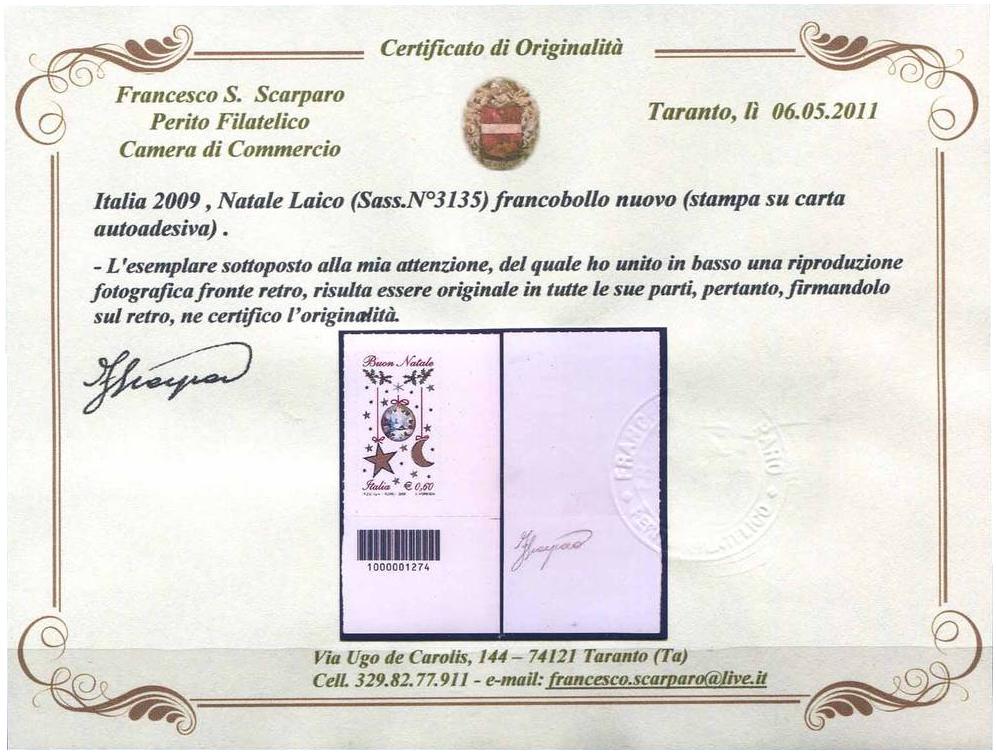 Certificato di Originalità
Francesco S. Scarparo
Perito Filatelico
Camera di Commercio
Taranto, lì 06.05.2011
Italia 2009 , Natale Laico (Sass.N°3135) francobollo nuovo (stampa su carta
autoadesiva) .
- L'esemplare sottoposto alla mia attenzione, del quale ho unito in basso una riproduzione
fotografica fronte retro, risulta essere originale in tutte le sue parti, pertanto, firmandolo
sul retro, ne certifico l’originalità.
Buon Natale
Italia € 0,60
1000001274
Via Ugo de Carolis, 144 – 74121 Taranto (Ta)
Cell. 329.82.77.911 - e-mail: francesco.scarparo@live.it